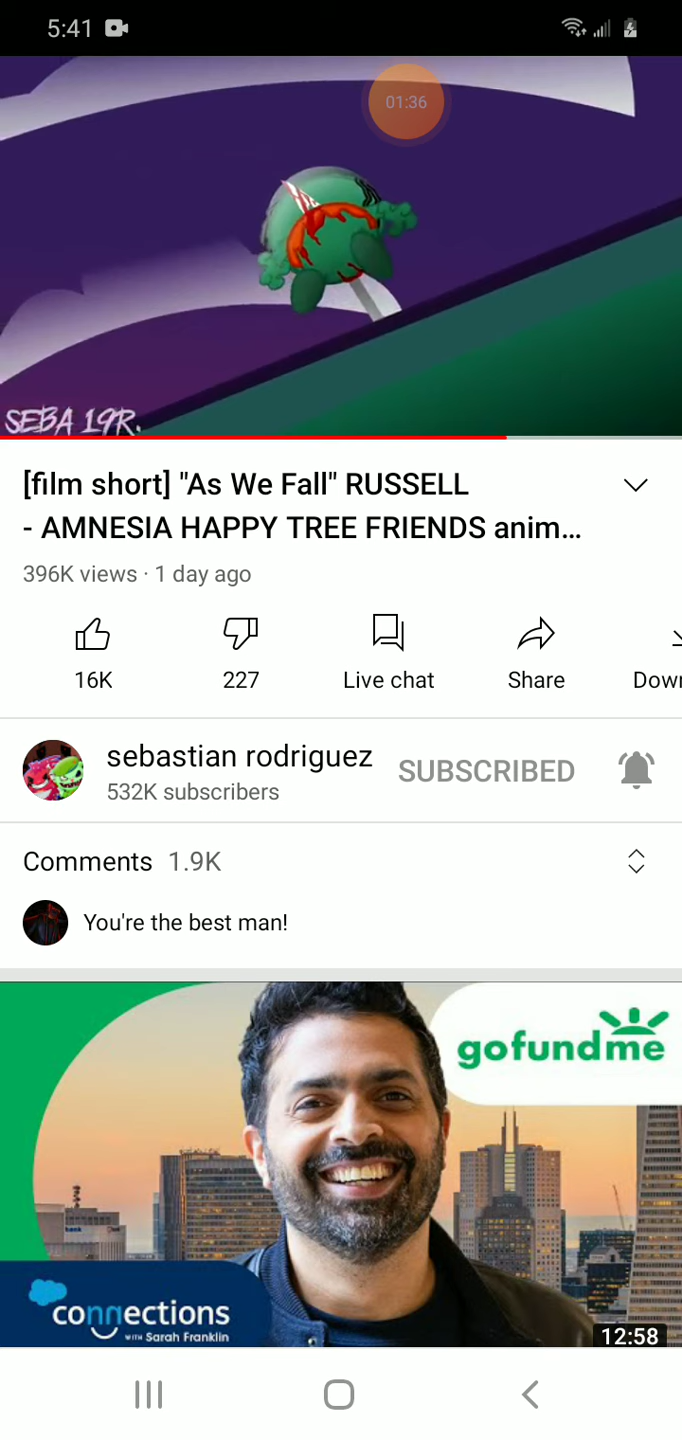 5:41
01:36
SEBA 19R.
[film short] "As We Fall" RUSSELL
- AMNESIA HAPPY TREE FRIENDS anim...
396K views · 1 day ago
16K
227
Live chat
Share
Down
sebastian rodriguez
SUBSCRIBED
532K subscribers
Comments 1.9K
You're the best man!
gofundme
connections
WITH Sarah Franklin
12:58